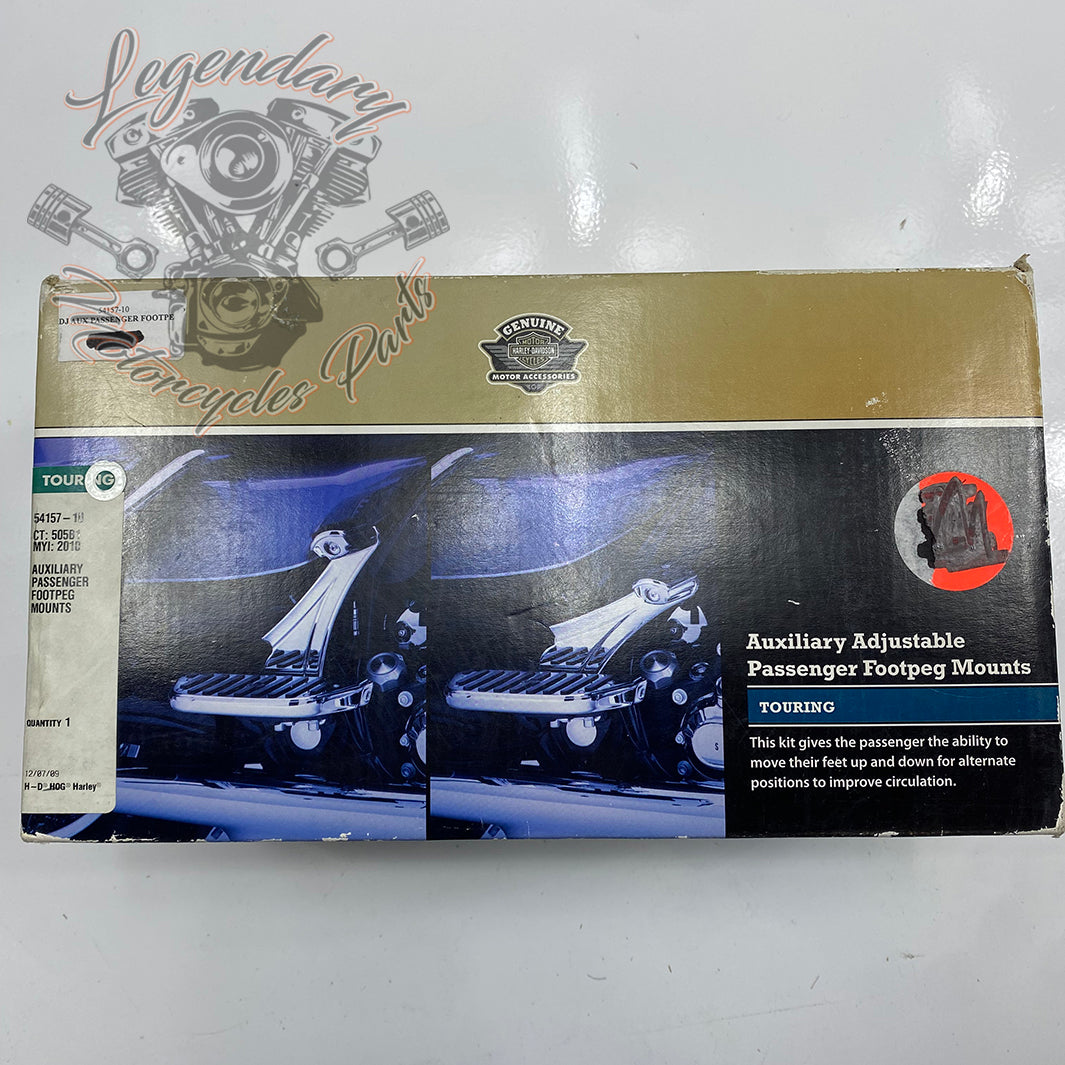 Legendary
Motorcycles Parts
54157-10
DJ AUX PASSENGER FOOTPE
GENUINE
MOTOR
HARLEY-DAVIDSON
CYCLES
MOTOR ACCESSORIES
TOURING
54157-10
MYI: 2010
AUXILIARY
PASSENGER
FOOTPEG
MOUNTS
QUANTITY 1
12/07/09
H-D® HOG® Harley®
Auxiliary Adjustable
Passenger Footpeg Mounts
TOURING
This kit gives the passenger the ability to
move their feet up and down for alternate
positions to improve circulation.